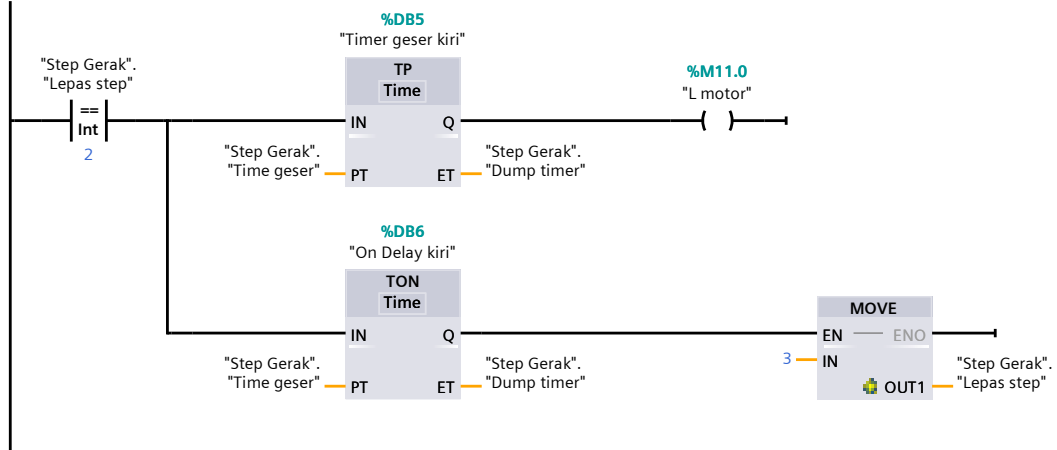 %DB5
"Timer geser kiri"
"Step Gerak".
"Lepas step"
==
Int
2
TP
Time
IN
Q
"Step Gerak".
"Time geser"
PT
ET
"Step Gerak".
"Dump timer"
%M11.0
"L motor"
%DB6
"On Delay kiri"
TON
Time
IN
Q
"Step Gerak".
"Time geser"
PT
ET
"Step Gerak".
"Dump timer"
MOVE
EN
ENO
3
IN
OUT1
"Step Gerak".
"Lepas step"